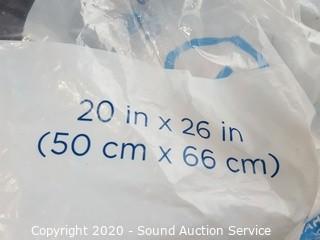 20 in x 26 in
(50 cm x 66 cm)
Copyright 2020 - Sound Auction Service